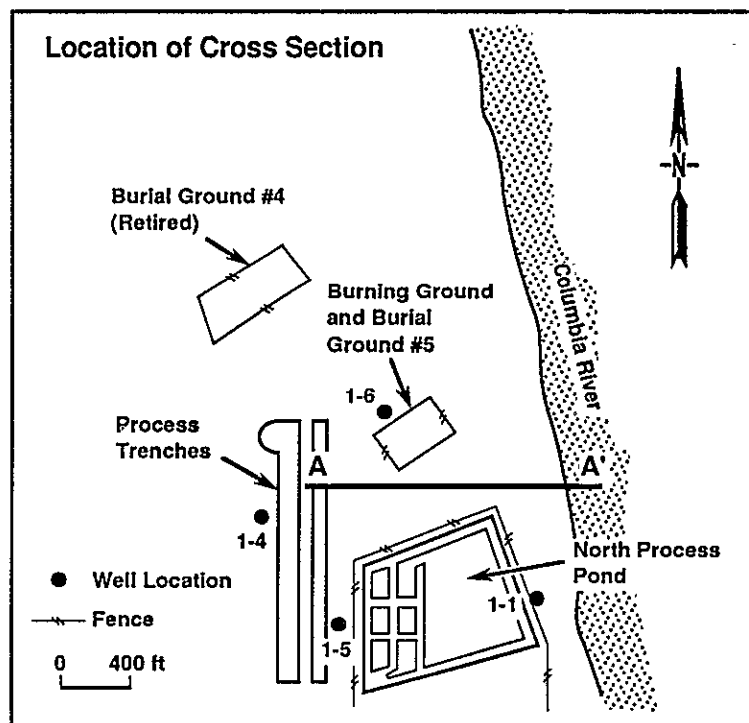 Location of Cross Section
N
Burial Ground #4
(Retired)
Burning Ground
and Burial
Ground #5
Columbia River
1-6
Process
Trenches
A
A'
1-4
North Process
Pond
Well Location
1-1
Fence
1-5
0 400 ft